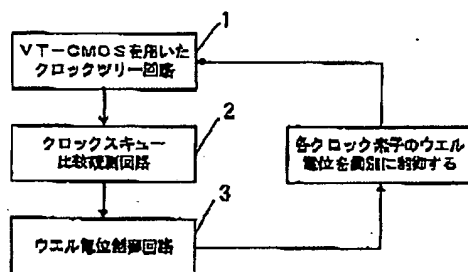 1
VT-CMOSを用いた
クロックツリー回路
2
クロックスキュー
比較観測回路
各クロック素子のウエル
電位を個別に制御する
3
ウエル電位制御回路